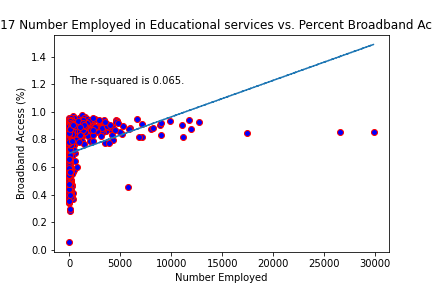 17 Number Employed in Educational services vs. Percent Broadband Ac
The r-squared is 0.065.
Broadband Access (%)
1.4
1.2
1.0
0.8
0.6
0.4
0.2
0.0
0 5000 10000 15000 20000 25000 30000
Number Employed